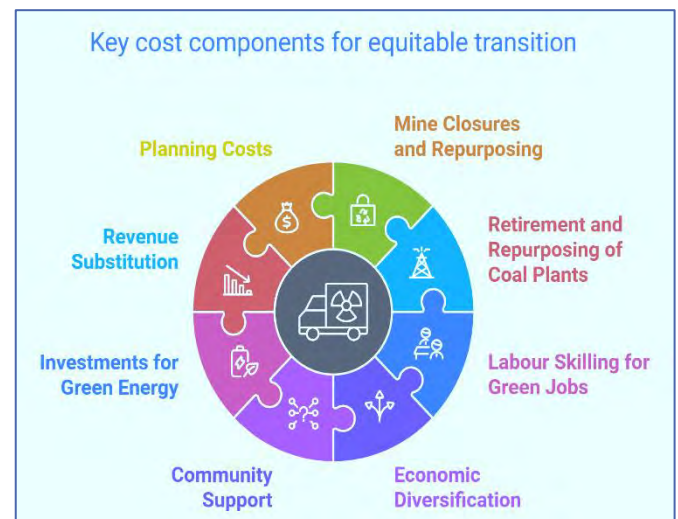 Key cost components for equitable transition
Mine Closures
and Repurposing
Planning Costs
Retirement and
Repurposing of
Coal Plants
Revenue
Substitution
Labour Skilling for
Green Jobs
Investments for
Green Energy
Community
Support
Economic
Diversification